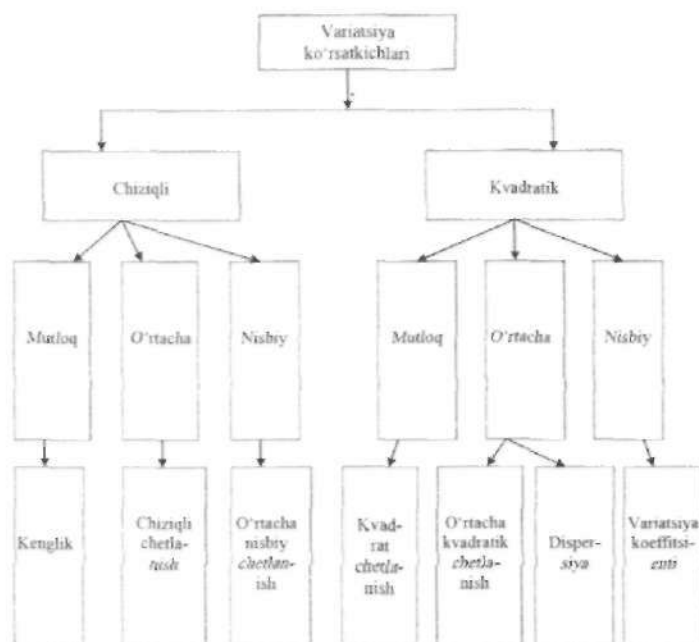 Variatsiya
ko‘rsatkichlari
Chiziqli
Kvadratik
Mutloq
O‘rtacha
Nisbiy
Mutloq
O‘rtacha
Nisbiy
Kenglik
Chiziqli
chetla-
nish
O‘rtacha
nisbiy
chetlan-
ish
Kvad-
rat
chetla-
nish
O‘rtacha
kvadratik
chetla-
nish
Disper-
siya
Variatsiya
koeffitsi-
enti